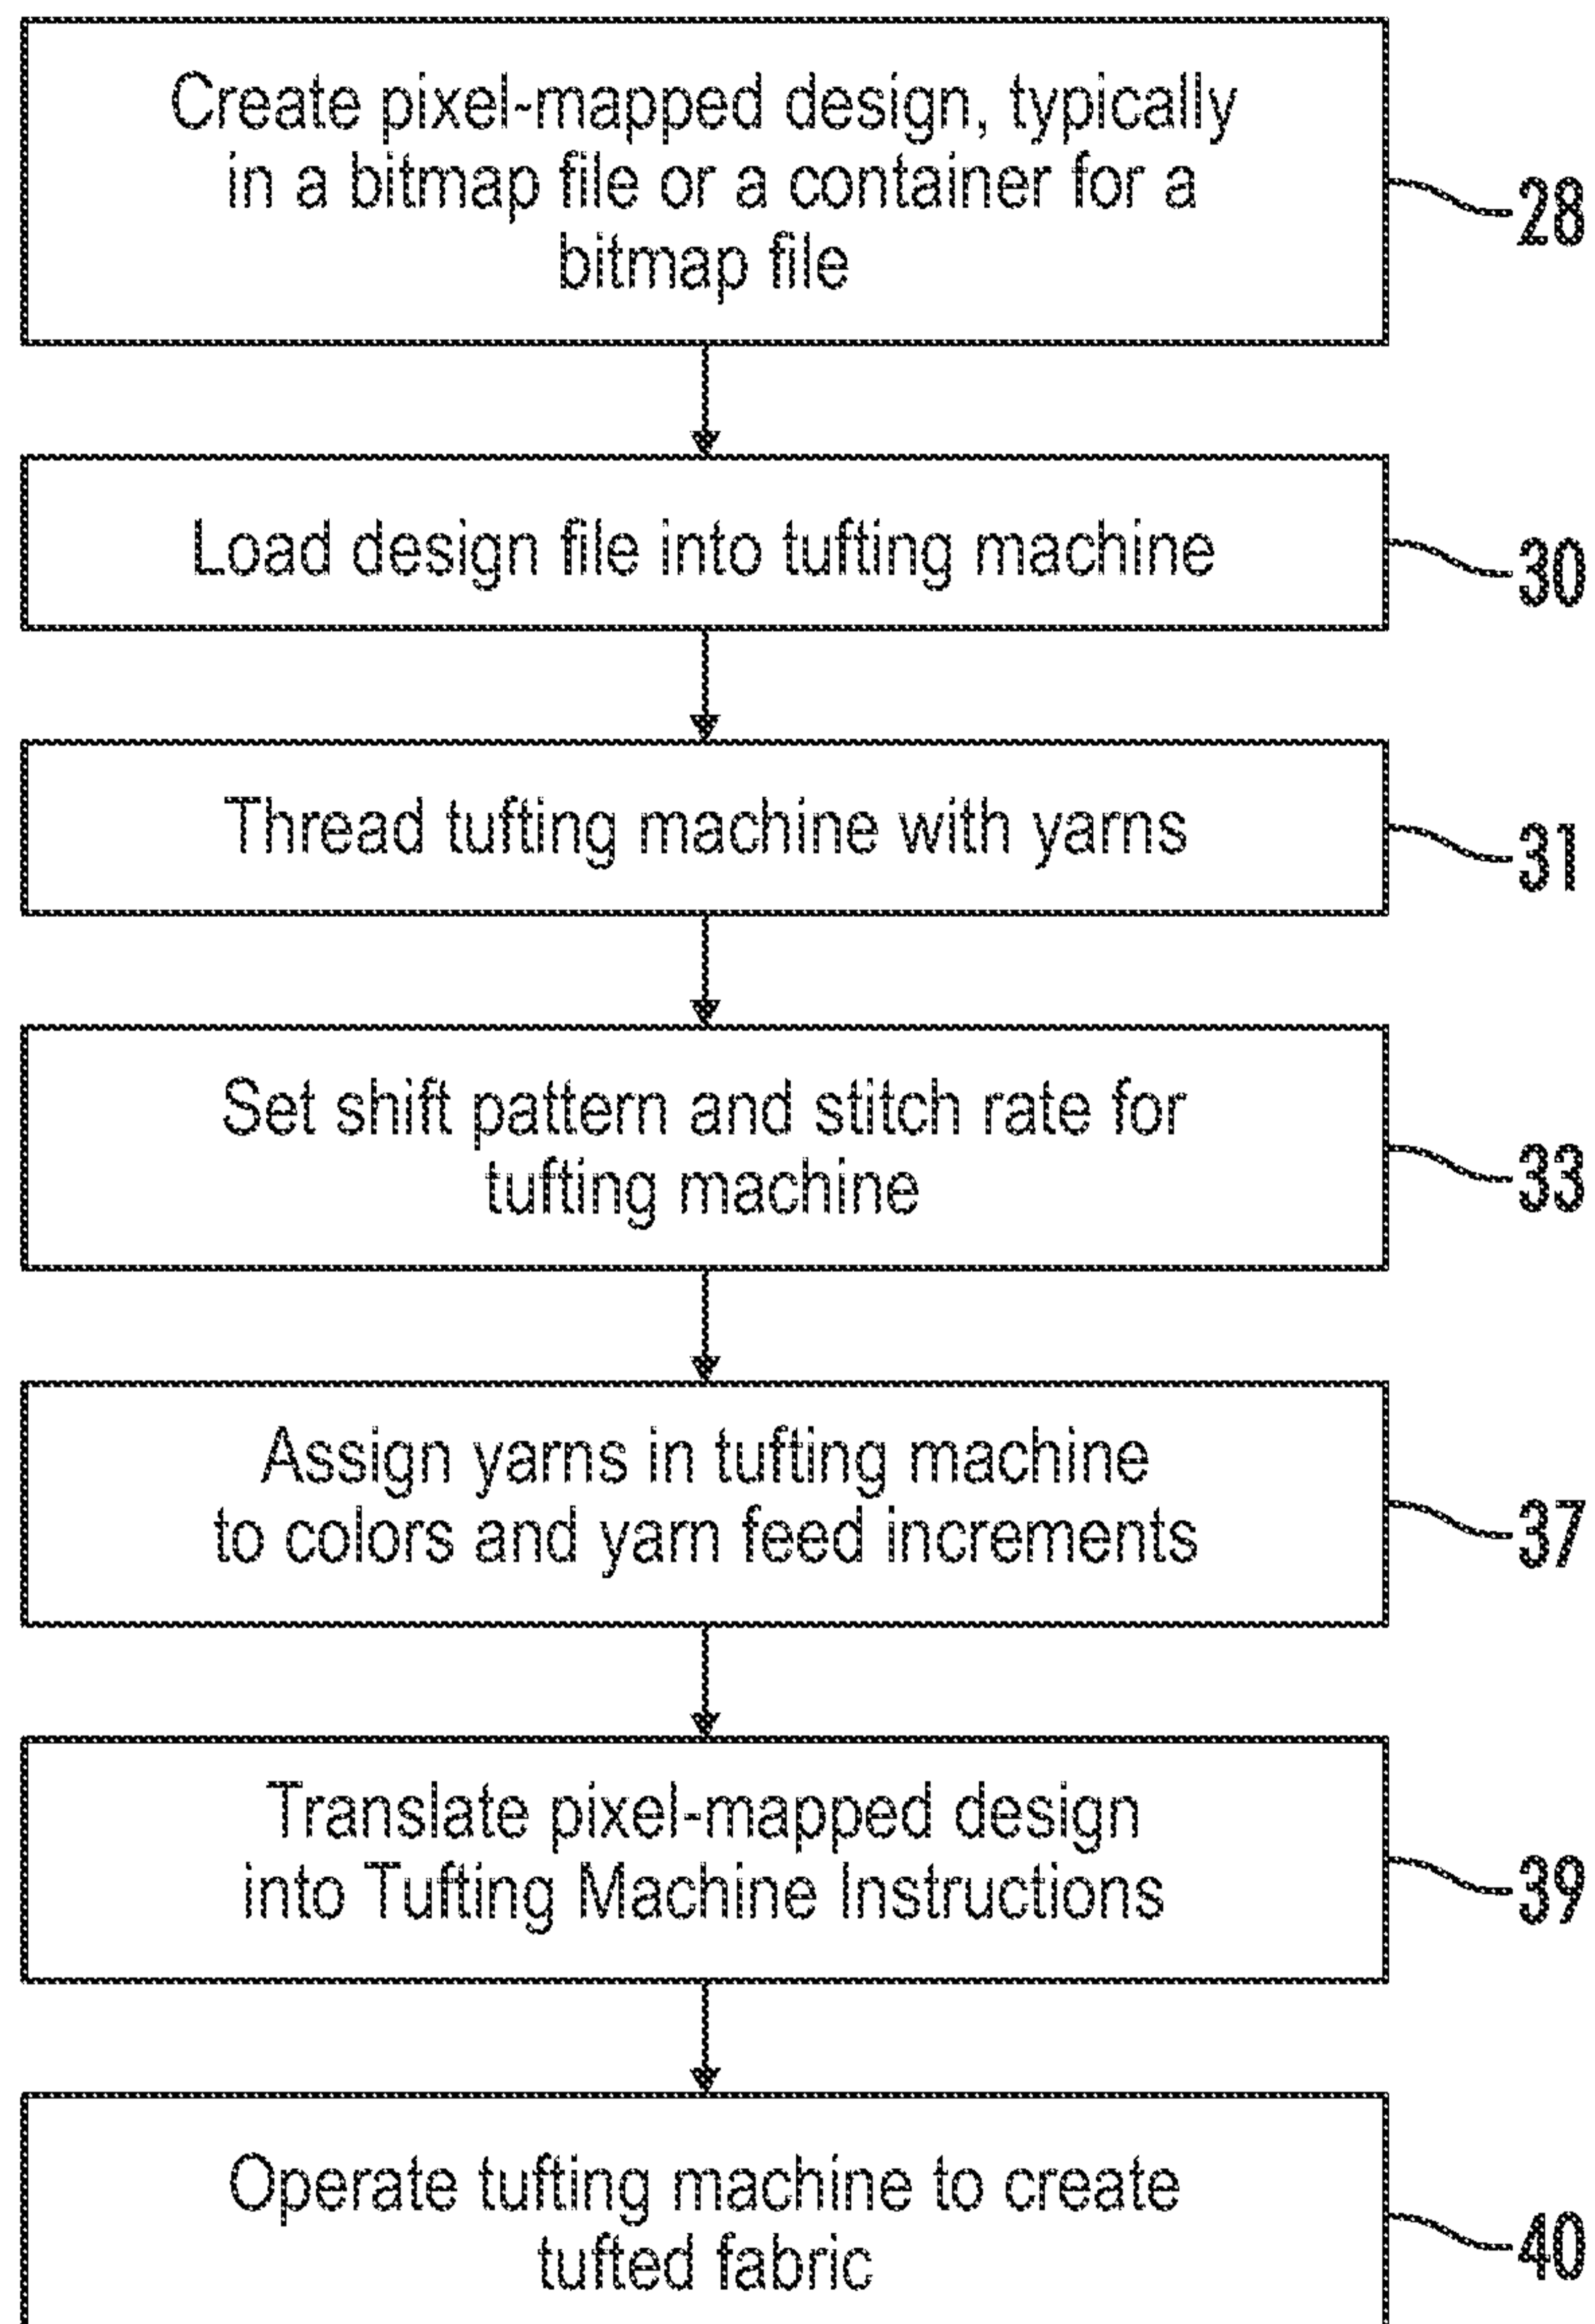 Create pixel-mapped design, typically
in a bitmap file or a container for a
bitmap file
28
Load design file into tufting machine
30
Thread tufting machine with yarns
31
Set shift pattern and stitch rate for
tufting machine
33
Assign yarns in tufting machine
to colors and yarn feed increments
37
Translate pixel-mapped design
into Tufting Machine Instructions
39
Operate tufting machine to create
tufted fabric
40